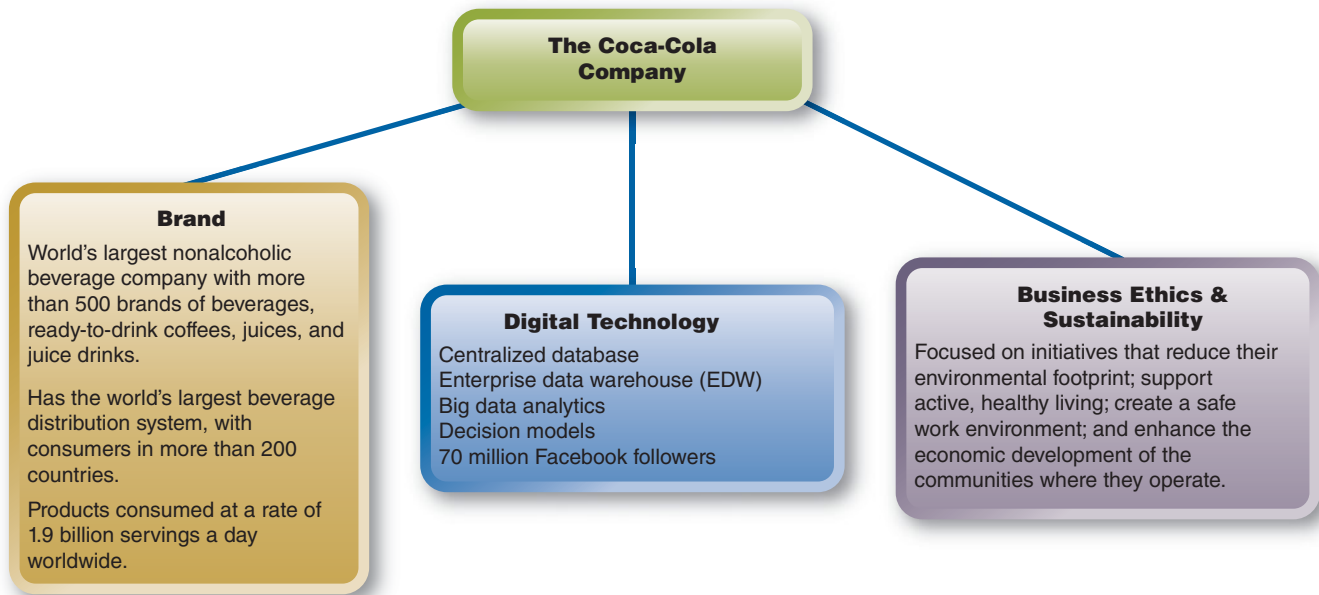 The Coca-Cola
Company
Brand
World’s largest nonalcoholic
beverage company with more
than 500 brands of beverages,
ready-to-drink coffees, juices, and
juice drinks.
Has the world’s largest beverage
distribution system, with
consumers in more than 200
countries.
Products consumed at a rate of
1.9 billion servings a day
worldwide.
Digital Technology
Centralized database
Enterprise data warehouse (EDW)
Big data analytics
Decision models
70 million Facebook followers
Business Ethics &
Sustainability
Focused on initiatives that reduce their
environmental footprint; support
active, healthy living; create a safe
work environment; and enhance the
economic development of the
communities where they operate.